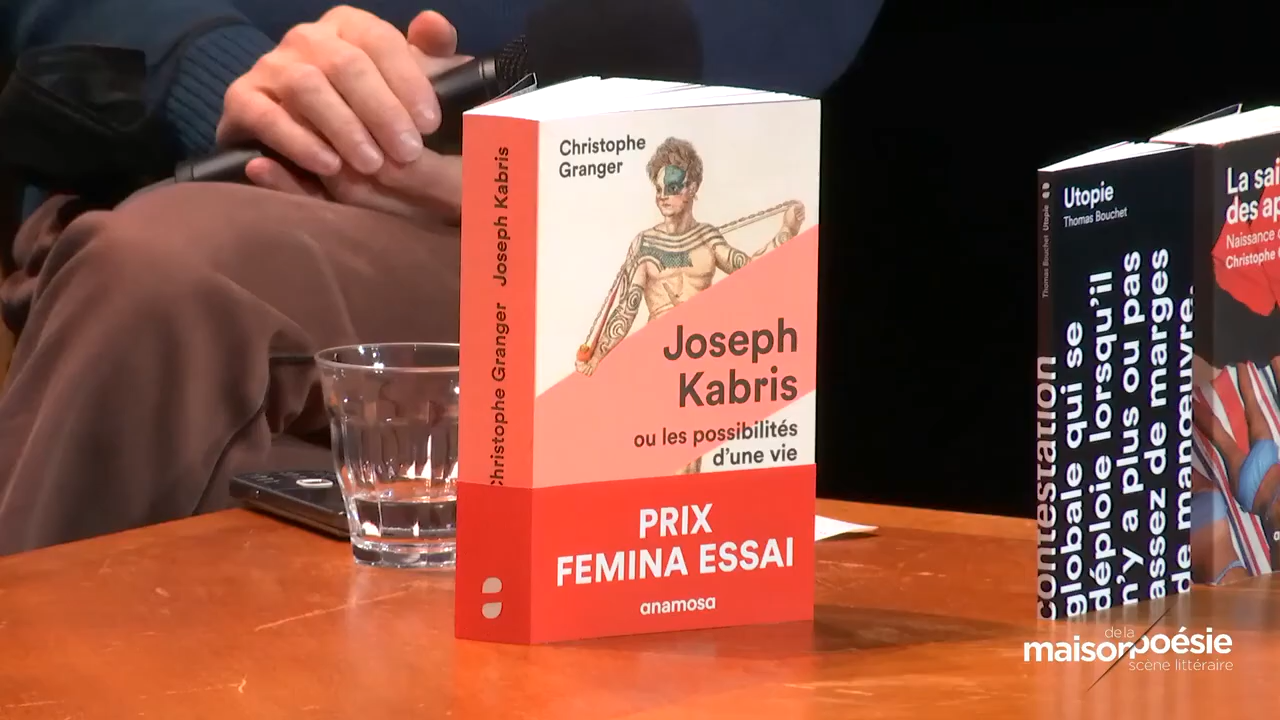 Christophe
Granger
Joseph
Kabris
ou les possibilités
d'une vie
PRIX
FEMINA ESSAI
anamosa
Christophe Granger Joseph Kabris
Utopie
Thomas Bouchet
Thomas Bouchet Utopie
contestation
globale qui se
déploie lorsqu'il
n'y a plus ou pas
assez de marges
de manœuvre.
La sai
des ap
Naissance
Christophe
de la
maison poésie
scène littéraire